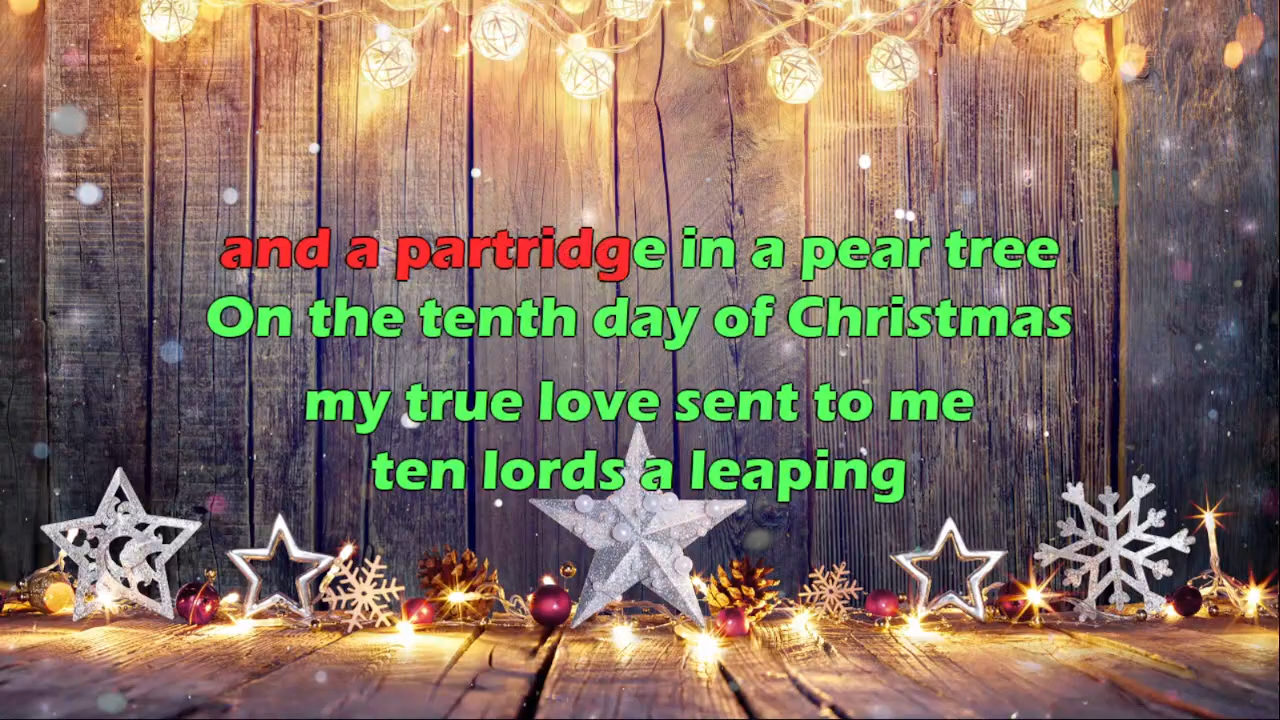 and a partridge in a pear tree
On the tenth day of Christmas
my true love sent to me
ten lords a leaping